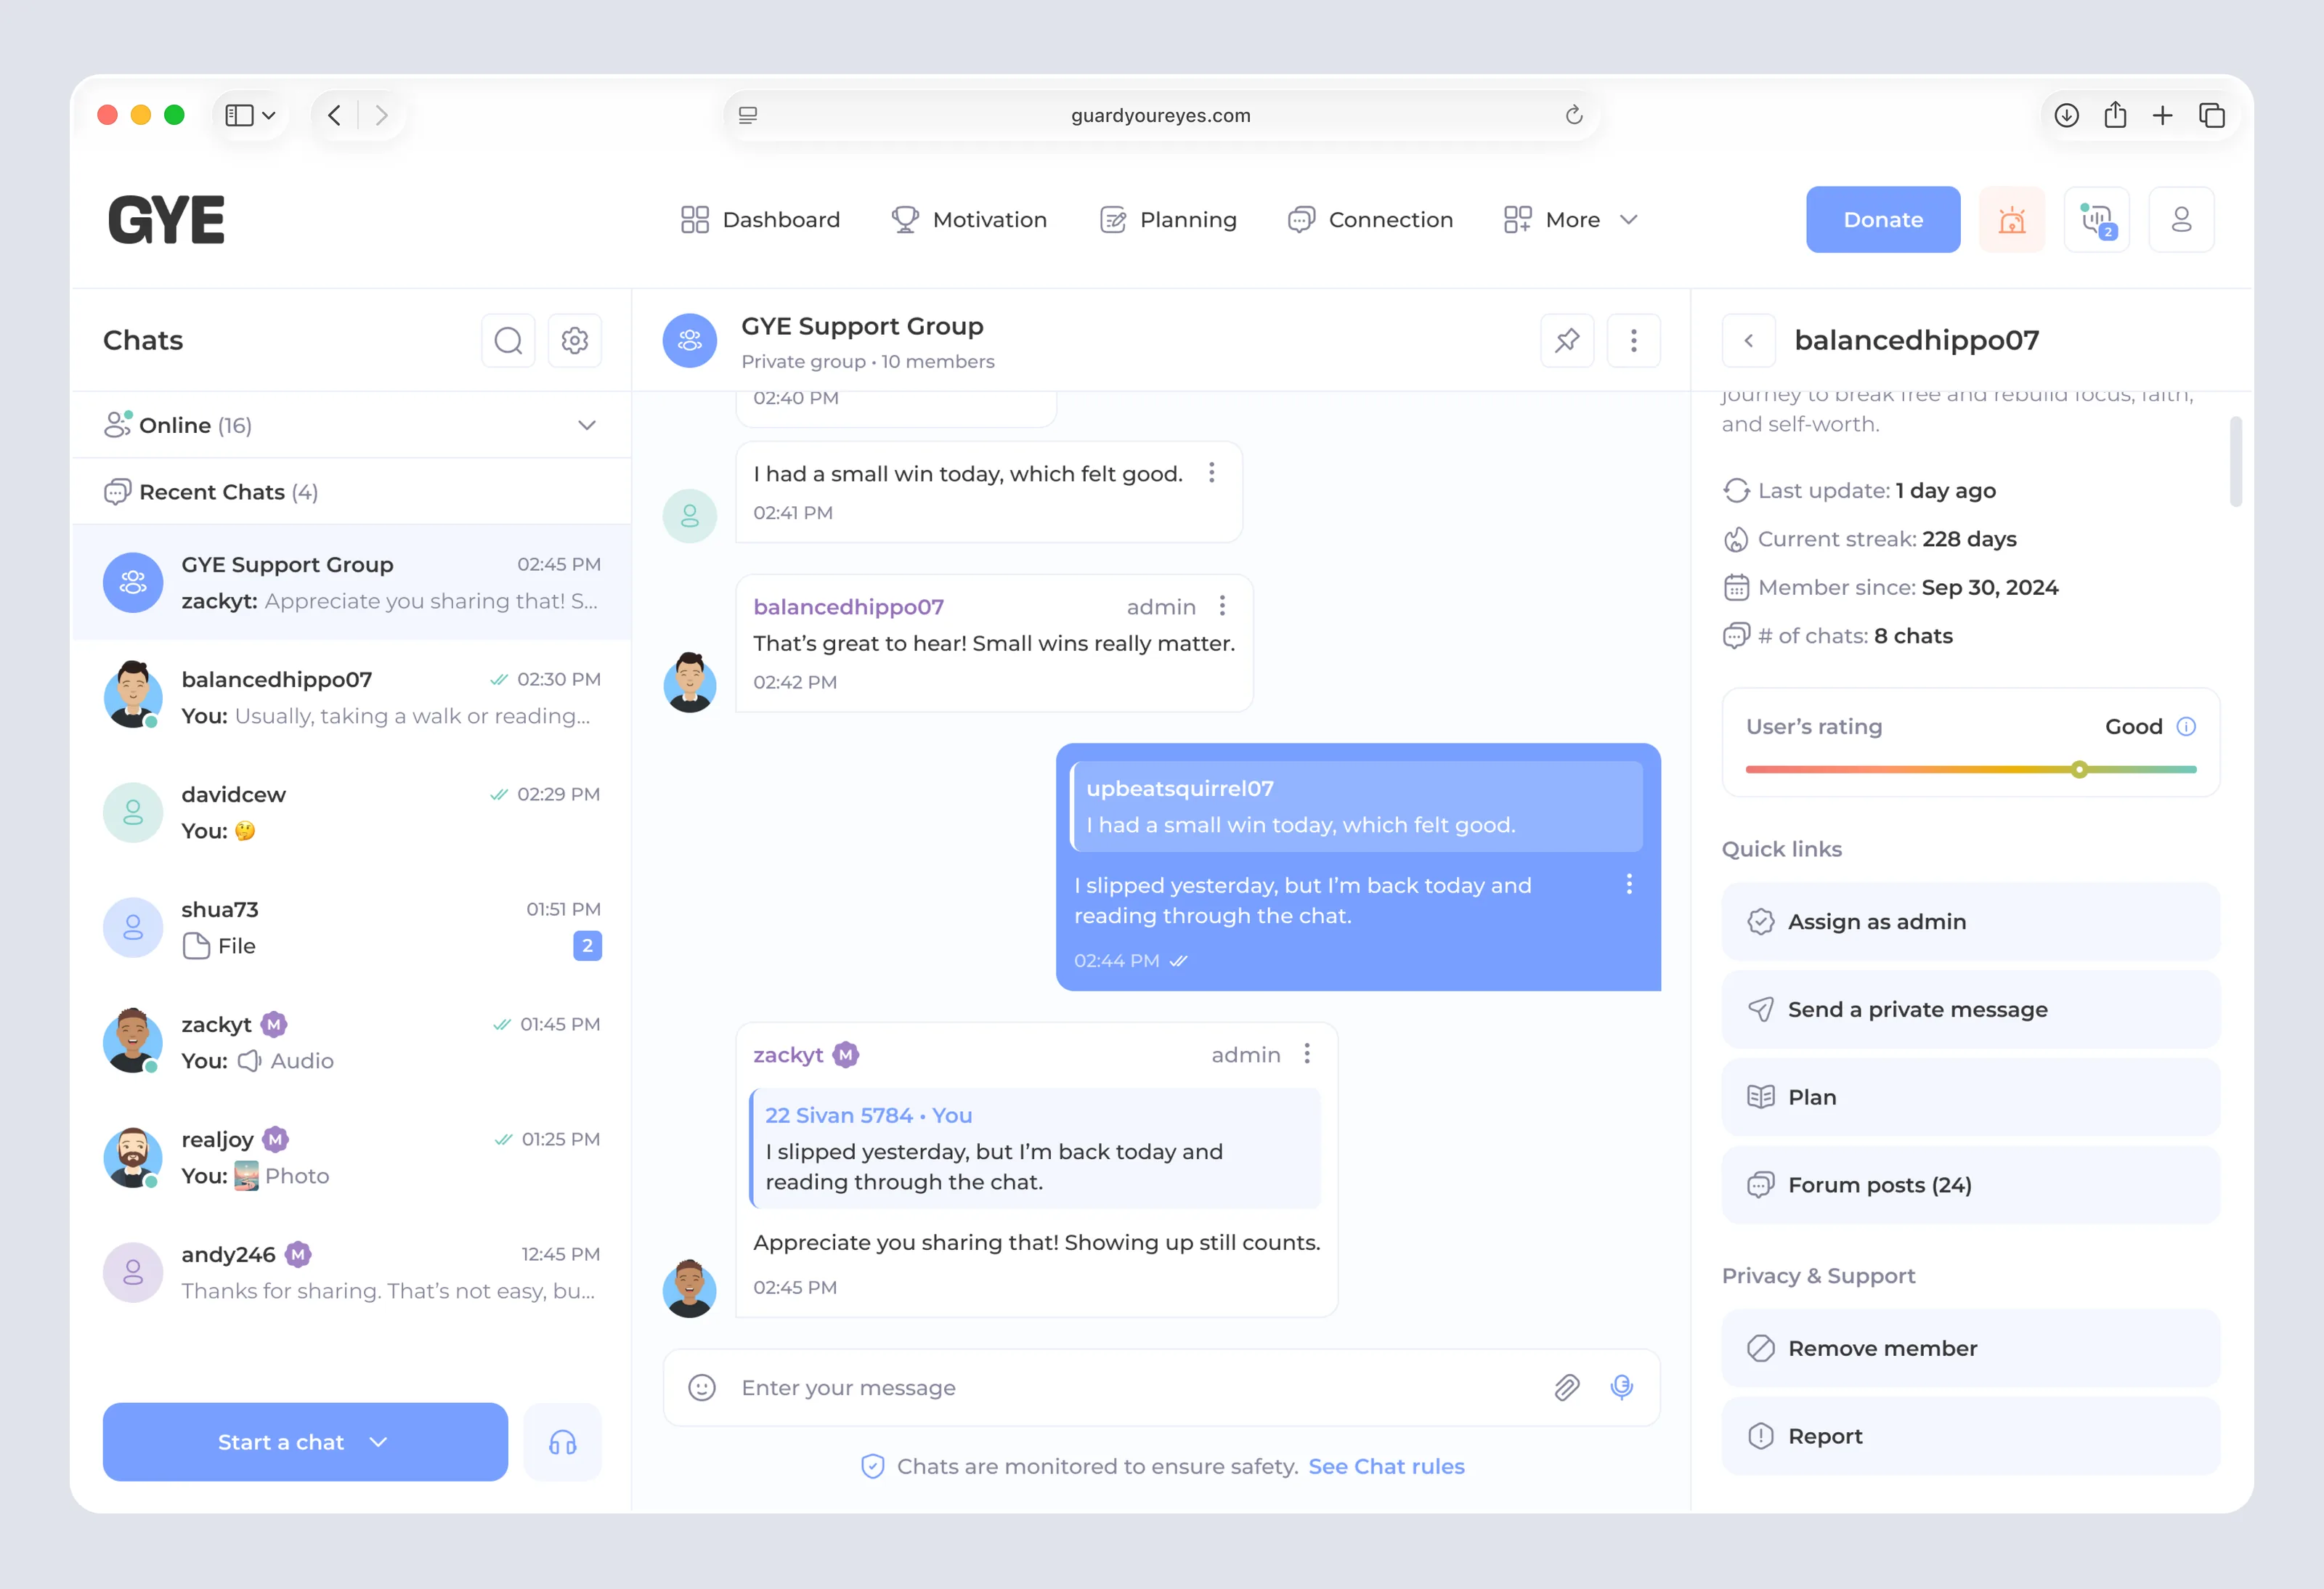 guardyoureyes.com
GYE
Dashboard
Motivation
Planning
Connection
More
Donate
2
Chats
Online (16)
Recent Chats (4)
GYE Support Group
02:45 PM
zackyt: Appreciate you sharing that! S...
balancedhippo07
02:30 PM
You: Usually, taking a walk or reading...
davidcew
02:29 PM
You: 🤔
shua73
01:51 PM
File
2
zackyt M
01:45 PM
You: Audio
realjoy M
01:25 PM
You: Photo
andy246 M
12:45 PM
Thanks for sharing. That’s not easy, bu...
Start a chat
GYE Support Group
Private group • 10 members
02:40 PM
I had a small win today, which felt good.
02:41 PM
balancedhippo07
admin
That’s great to hear! Small wins really matter.
02:42 PM
upbeatsquirrel07
I had a small win today, which felt good.
I slipped yesterday, but I’m back today and
reading through the chat.
02:44 PM
zackyt M
admin
22 Sivan 5784 • You
I slipped yesterday, but I’m back today and
reading through the chat.
Appreciate you sharing that! Showing up still counts.
02:45 PM
Enter your message
Chats are monitored to ensure safety. See Chat rules
balancedhippo07
journey to break free and rebuild focus, faith,
and self-worth.
Last update: 1 day ago
Current streak: 228 days
Member since: Sep 30, 2024
# of chats: 8 chats
User’s rating
Good
Quick links
Assign as admin
Send a private message
Plan
Forum posts (24)
Privacy & Support
Remove member
Report